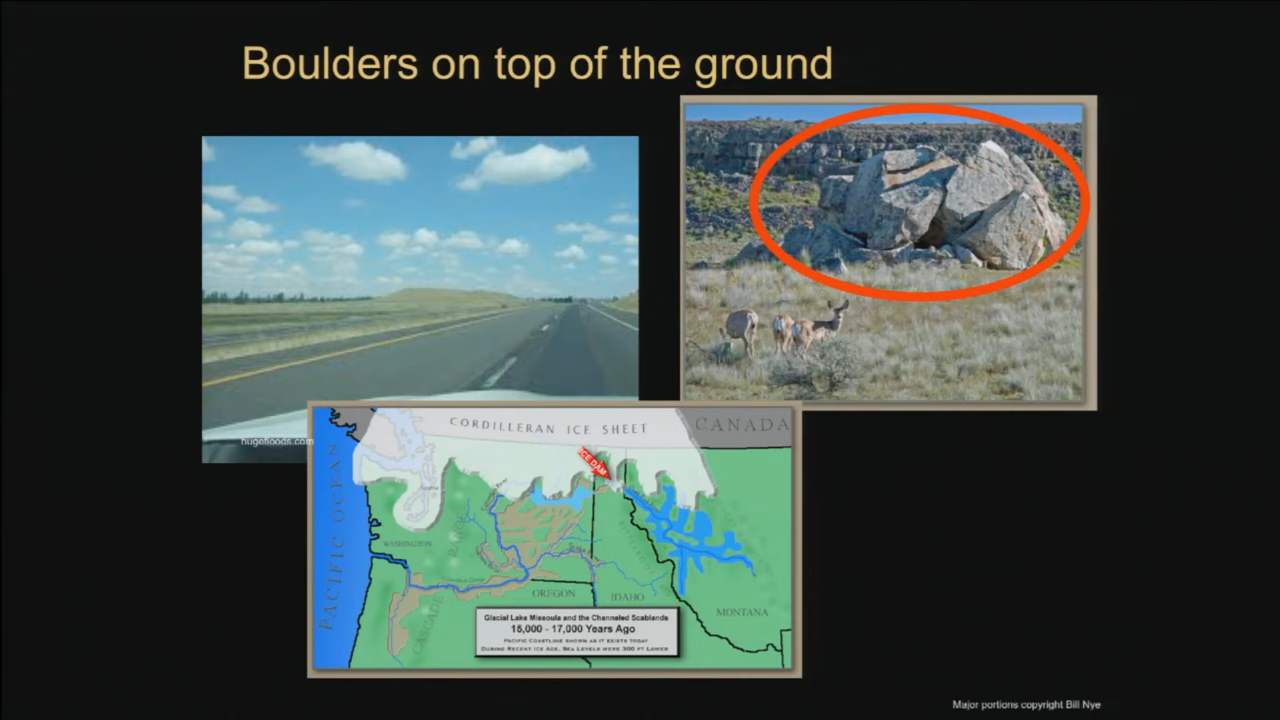 Boulders on top of the ground
hugefloods.com
CORDILLERAN ICE SHEET
CANADA
ICE DAM
PACIFIC OCEAN
WASHINGTON
CASCADE RANGE
OREGON
IDAHO
MONTANA
Glacial Lake Missoula and the Channeled Scablands
15,000 - 17,000 Years Ago
PACIFIC COASTLINE SHOWN AS IT EXISTS TODAY
DURING RECENT ICE AGE, SEA LEVELS WERE 300 FT LOWER
Major portions copyright Bill Nye